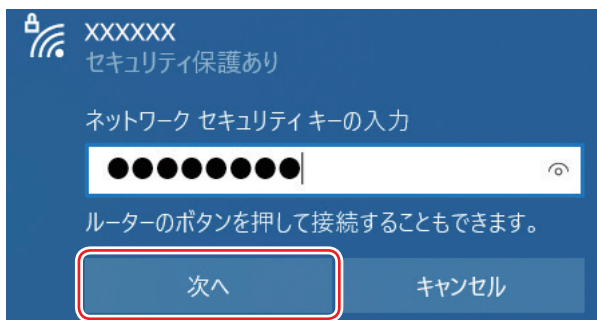 XXXXXX
セキュリティ保護あり
ネットワーク セキュリティ キーの入力
●●●●●●●●
ルーターのボタンを押して接続することもできます。
次へ
キャンセル